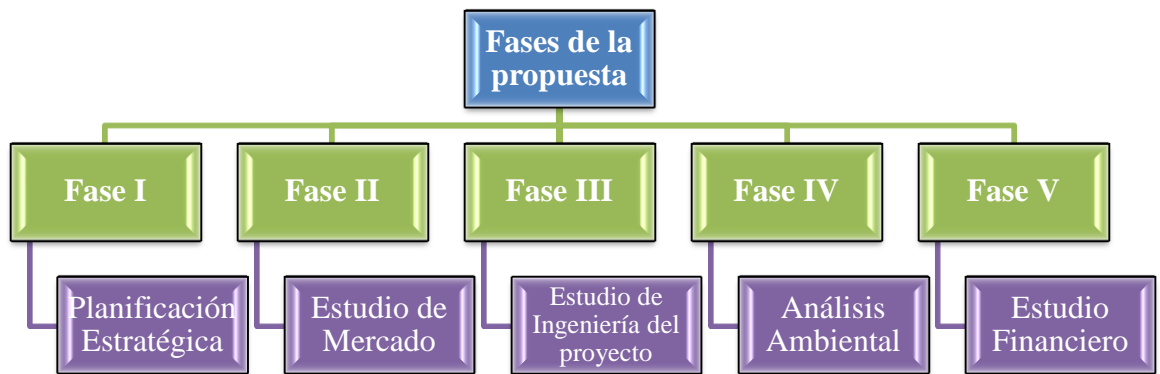 Fases de la
propuesta
Fase I
Fase II
Fase III
Fase IV
Fase V
Planificación
Estratégica
Estudio de
Mercado
Estudio de
Ingeniería del
proyecto
Análisis
Ambiental
Estudio
Financiero